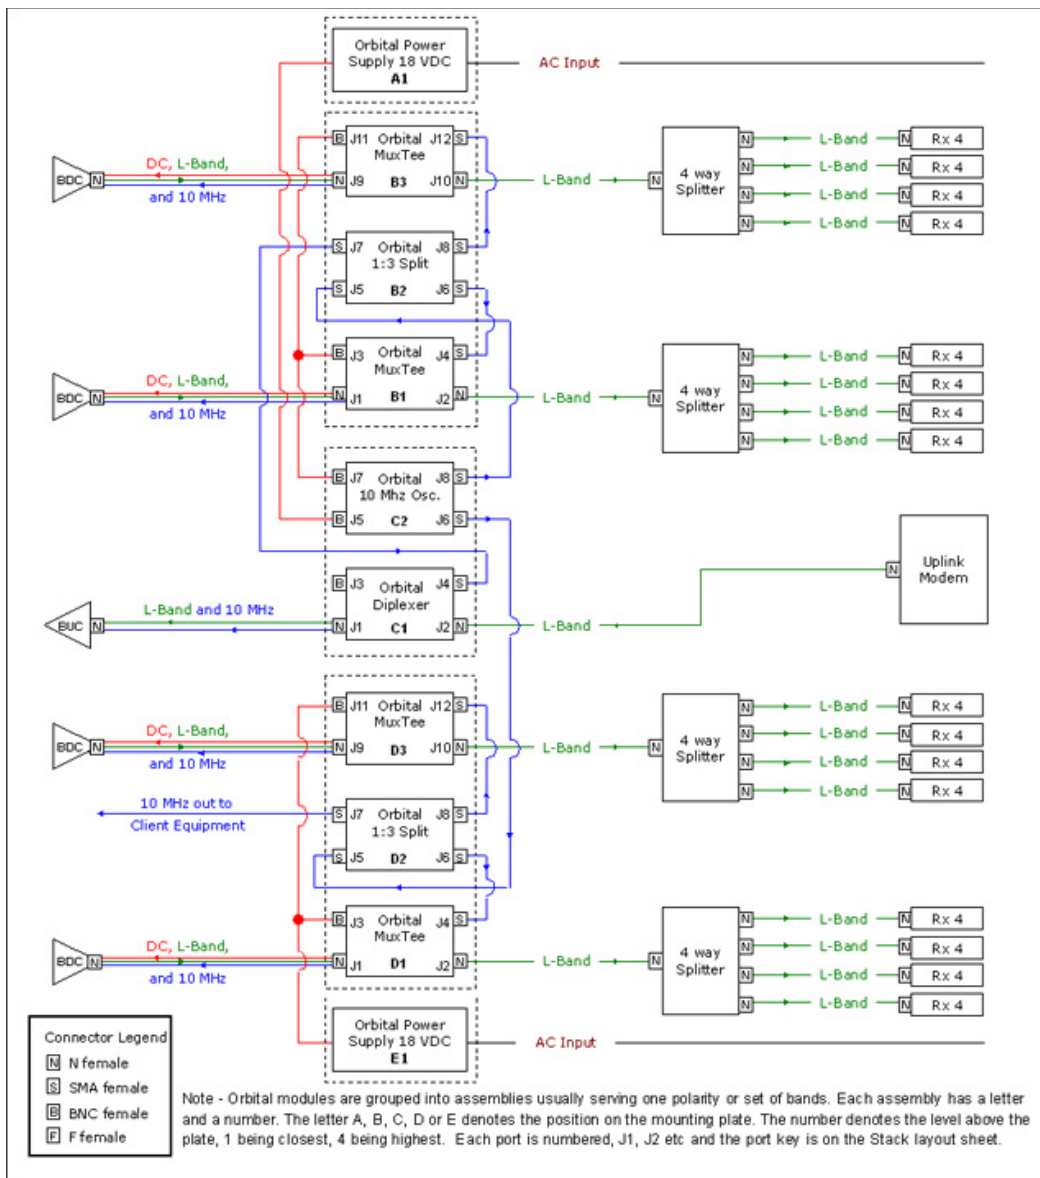 Orbital Power
Supply 18 VDC
A1
AC Input
J11 Orbital J12
MuxTee
J9 B3 J10
B
S
N
N
BDC N
DC, L-Band,
and 10 MHz
L-Band
N
4 way
Splitter
N L-Band N Rx 4
N L-Band N Rx 4
N L-Band N Rx 4
N L-Band N Rx 4
S J7 Orbital J8 S
1:3 Split
S J5 B2 J6 S
B J3 Orbital J4 S
MuxTee
N J1 B1 J2 N
BDC N
DC, L-Band,
and 10 MHz
L-Band
N
4 way
Splitter
N L-Band N Rx 4
N L-Band N Rx 4
N L-Band N Rx 4
N L-Band N Rx 4
B J7 Orbital J8 S
10 Mhz Osc.
B J5 C2 J6 S
B J3 Orbital J4 S
Diplexer
N J1 C1 J2 N
BUC N
L-Band and 10 MHz
L-Band
N
Uplink
Modem
B J11 Orbital J12 S
MuxTee
N J9 D3 J10 N
BDC N
DC, L-Band,
and 10 MHz
L-Band
N
4 way
Splitter
N L-Band N Rx 4
N L-Band N Rx 4
N L-Band N Rx 4
N L-Band N Rx 4
10 MHz out to
Client Equipment
S J7 Orbital J8 S
1:3 Split
S J5 D2 J6 S
B J3 Orbital J4 S
MuxTee
N J1 D1 J2 N
BDC N
DC, L-Band,
and 10 MHz
L-Band
N
4 way
Splitter
N L-Band N Rx 4
N L-Band N Rx 4
N L-Band N Rx 4
N L-Band N Rx 4
Orbital Power
Supply 18 VDC
E1
AC Input
Connector Legend
N N female
S SMA female
B BNC female
F F female
Note - Orbital modules are grouped into assemblies usually serving one polarity or set of bands. Each assembly has a letter
and a number. The letter A, B, C, D or E denotes the position on the mounting plate. The number denotes the level above the
plate, 1 being closest, 4 being highest. Each port is numbered, J1, J2 etc and the port key is on the Stack layout sheet.